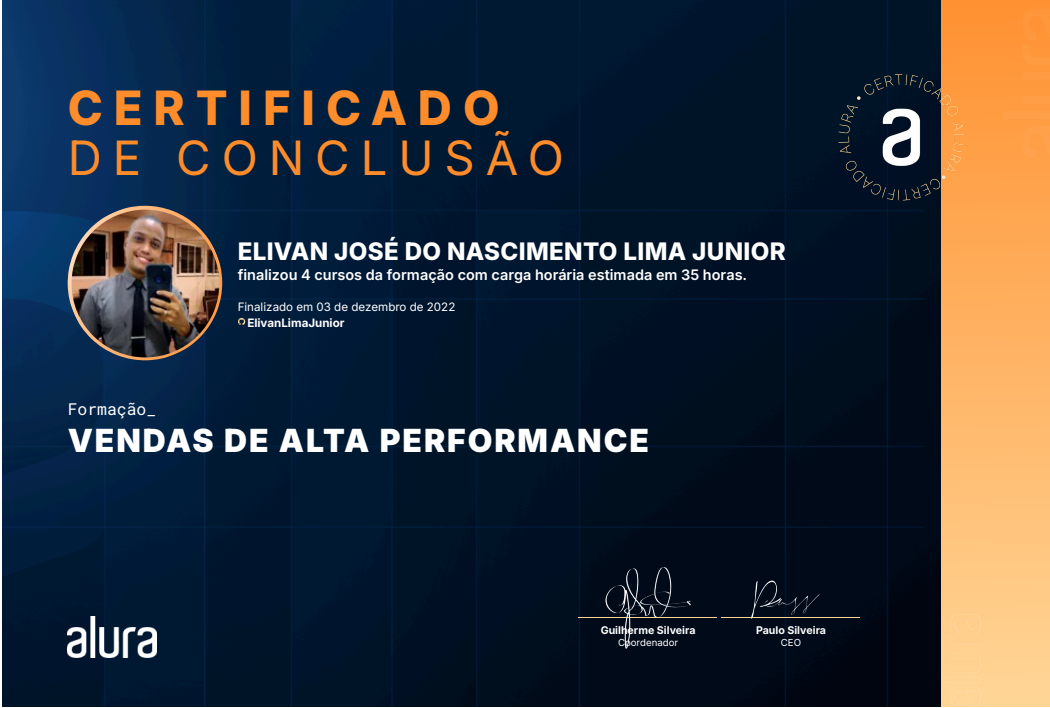 CERTIFICADO
DE CONCLUSÃO
• CERTIFICADO ALURA • CERTIFICADO ALURA
a
ELIVAN JOSÉ DO NASCIMENTO LIMA JUNIOR
finalizou 4 cursos da formação com carga horária estimada em 35 horas.
Finalizado em 03 de dezembro de 2022
ElivanLimaJunior
Formação_
VENDAS DE ALTA PERFORMANCE
Guilherme Silveira
Coordenador
Paulo Silveira
CEO
alura
alura